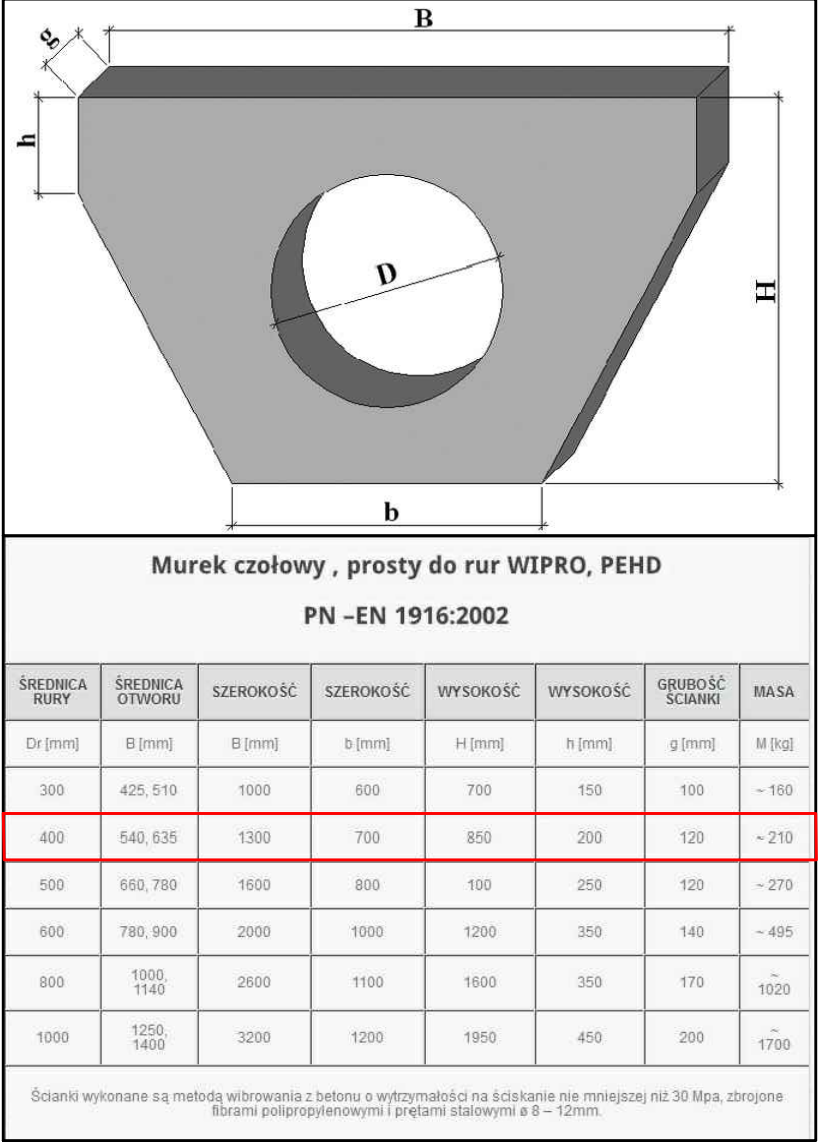 B
g
h
D
H
b
Murek czołowy , prosty do rur WIPRO, PEHD
PN –EN 1916:2002
ŚREDNICA RURY ŚREDNICA OTWORU SZEROKOŚĆ SZEROKOŚĆ WYSOKOŚĆ WYSOKOŚĆ GRUBOŚĆ ŚCIANKI MASA
Dr [mm] B [mm] B [mm] b [mm] H [mm] h [mm] g [mm] M [kg]
300 425, 510 1000 600 700 150 100 ~ 160
400 540, 635 1300 700 850 200 120 ~ 210
500 660, 780 1600 800 100 250 120 ~ 270
600 780, 900 2000 1000 1200 350 140 ~ 495
800 1000, 1140 2600 1100 1600 350 170 ~ 1020
1000 1250, 1400 3200 1200 1950 450 200 ~ 1700
Ścianki wykonane są metodą wibrowania z betonu o wytrzymałości na ściskanie nie mniejszej niż 30 Mpa, zbrojone
fibrami polipropylenowymi i prętami stalowymi ø 8 – 12mm.